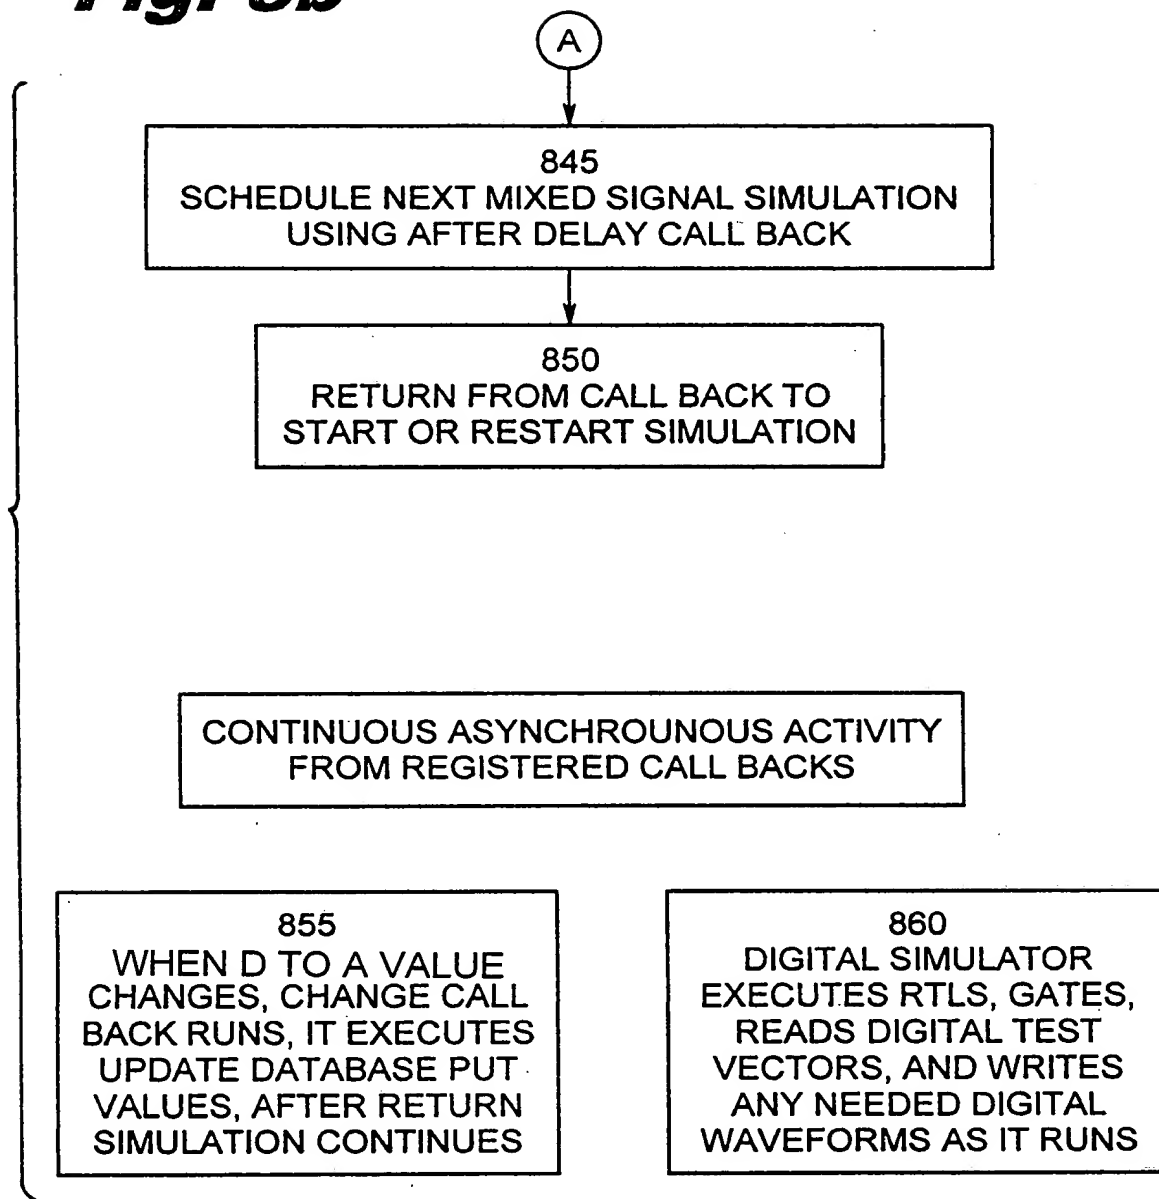 A
845
SCHEDULE NEXT MIXED SIGNAL SIMULATION
USING AFTER DELAY CALL BACK
850
RETURN FROM CALL BACK TO
START OR RESTART SIMULATION
CONTINUOUS ASYNCHROUNOUS ACTIVITY
FROM REGISTERED CALL BACKS
855
WHEN D TO A VALUE
CHANGES, CHANGE CALL
BACK RUNS, IT EXECUTES
UPDATE DATABASE PUT
VALUES, AFTER RETURN
SIMULATION CONTINUES
860
DIGITAL SIMULATOR
EXECUTES RTLS, GATES,
READS DIGITAL TEST
VECTORS, AND WRITES
ANY NEEDED DIGITAL
WAVEFORMS AS IT RUNS